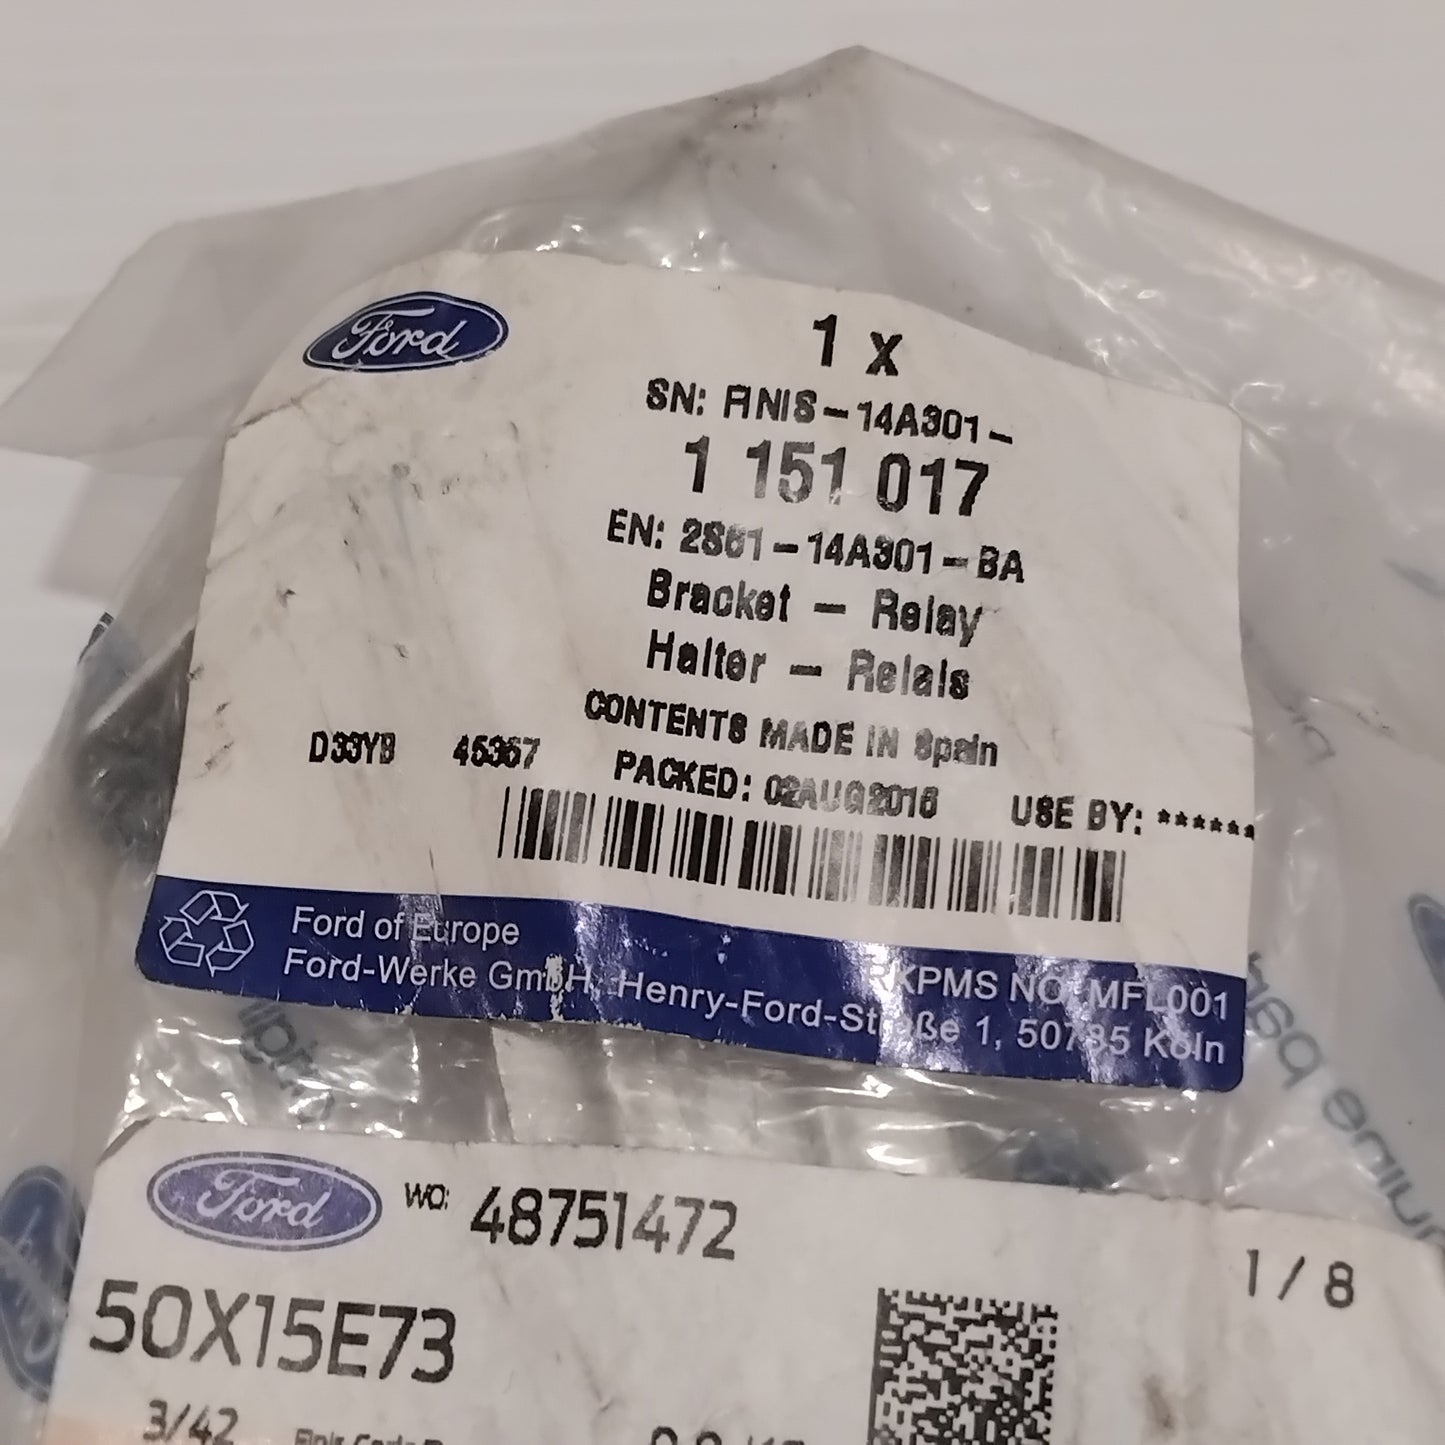 Ford
1 x
SN: FINIS-14A301-
1 151 017
EN: 2S61-14A301-BA
Bracket - Relay
Halter - Relais
CONTENTS MADE IN Spain
D33YB 45367 PACKED: 02AUG2016 USE BY: ******
Ford of Europe
RKPMS NO: MFL001
Ford-Werke GmbH, Henry-Ford-Straße 1, 50735 Köln
Ford WO: 48751472
1 / 8
50X15E73
3/42